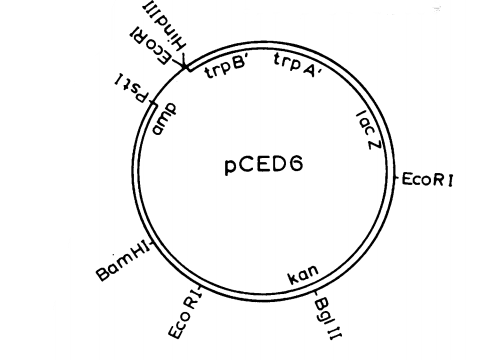 HindIII
EcoRI
PstI
amp
trpB'
trpA'
lacZ
pCED6
EcoRI
kan
BglII
EcoRI
BamHI